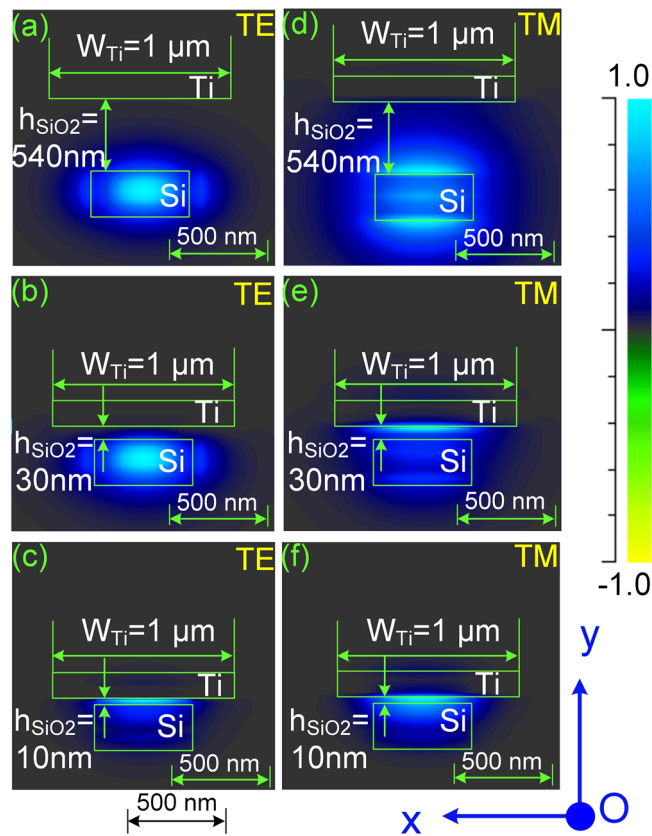 (a)
TE
W_Ti=1 μm
Ti
h_SiO2=
540nm
Si
500 nm
(d)
TM
W_Ti=1 μm
Ti
h_SiO2=
540nm
Si
500 nm
1.0
-1.0
(b)
TE
W_Ti=1 μm
Ti
h_SiO2=
30nm
Si
500 nm
(e)
TM
W_Ti=1 μm
Ti
h_SiO2=
30nm
Si
500 nm
(c)
TE
W_Ti=1 μm
Ti
h_SiO2=
10nm
Si
500 nm
500 nm
(f)
TM
W_Ti=1 μm
Ti
h_SiO2=
10nm
Si
500 nm
y
x
O